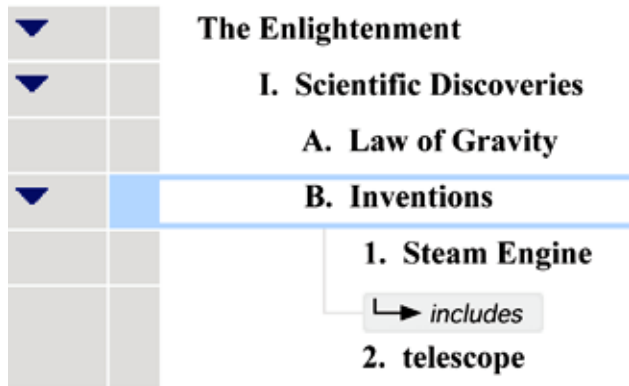 The Enlightenment
I. Scientific Discoveries
A. Law of Gravity
B. Inventions
1. Steam Engine
includes
2. telescope